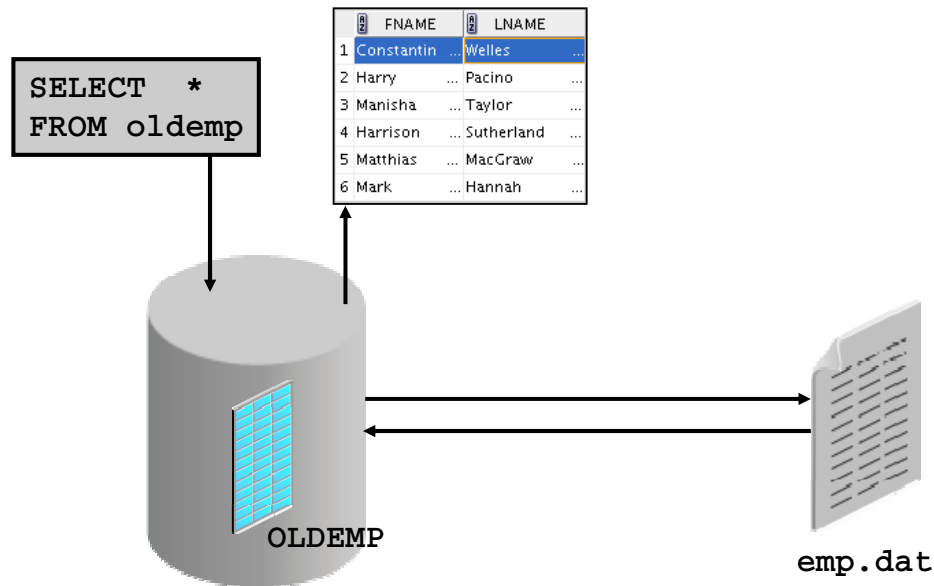 FNAME LNAME
1 Constantin ... Welles ...
2 Harry ... Pacino ...
3 Manisha ... Taylor ...
4 Harrison ... Sutherland ...
5 Matthias ... MacGraw ...
6 Mark ... Hannah ...
SELECT *
FROM oldemp
OLDEMP
emp.dat